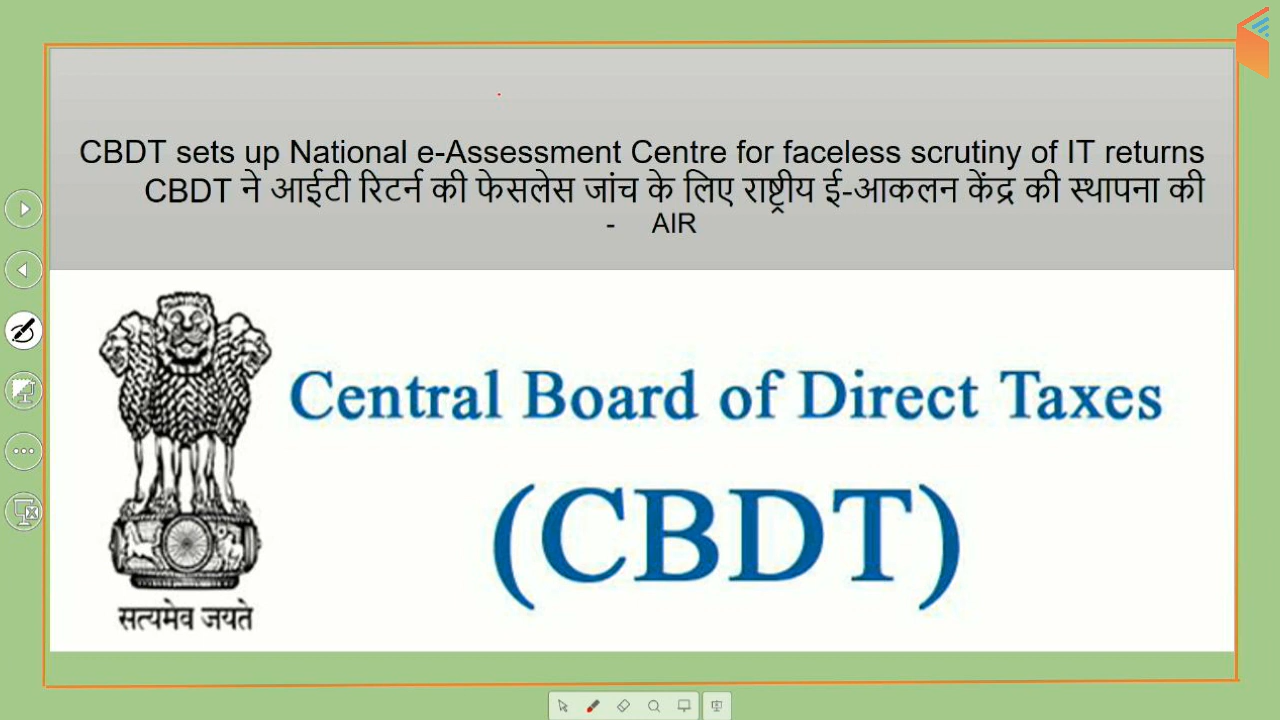 CBDT sets up National e-Assessment Centre for faceless scrutiny of IT returns
CBDT ने आईटी रिटर्न की फेसलेस जांच के लिए राष्ट्रीय ई-आकलन केंद्र की स्थापना की
- AIR
Central Board of Direct Taxes
(CBDT)
सत्यमेव जयते